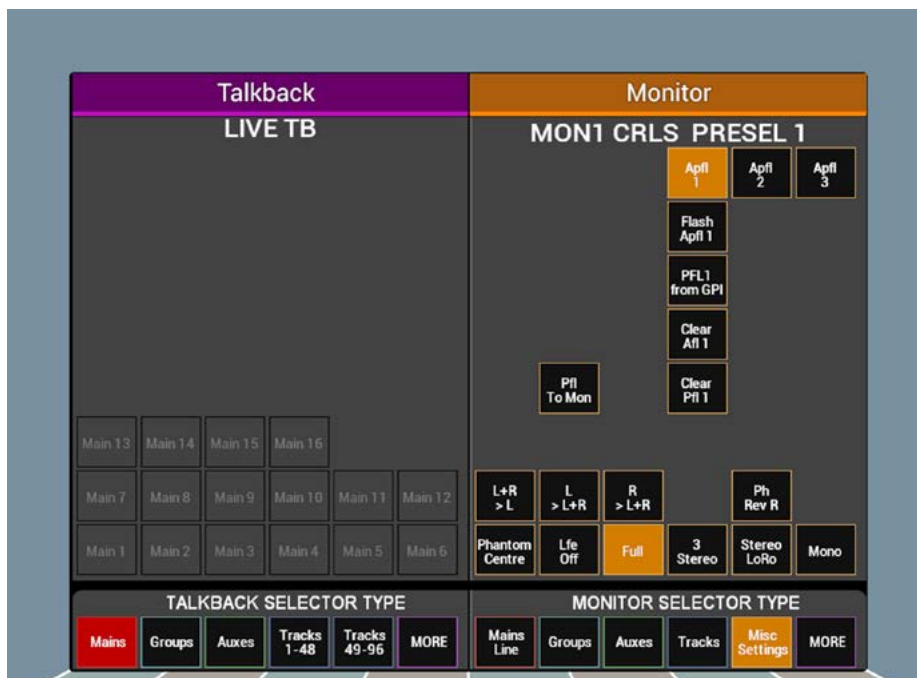 Talkback
LIVE TB
Main 13 Main 14 Main 15 Main 16
Main 7 Main 8 Main 9 Main 10 Main 11 Main 12
Main 1 Main 2 Main 3 Main 4 Main 5 Main 6
TALKBACK SELECTOR TYPE
Mains Groups Auxes Tracks 1-48 Tracks 49-96 MORE
Monitor
MON1 CRLS PRESEL 1
Apfl 1 Apfl 2 Apfl 3
Flash Apfl 1
PFL1 from GPI
Clear Afl 1
Pfl To Mon Clear Pfl 1
L+R > L L > L+R R > L+R Ph Rev R
Phantom Centre Lfe Off Full 3 Stereo Stereo LoRo Mono
MONITOR SELECTOR TYPE
Mains Line Groups Auxes Tracks Misc Settings MORE